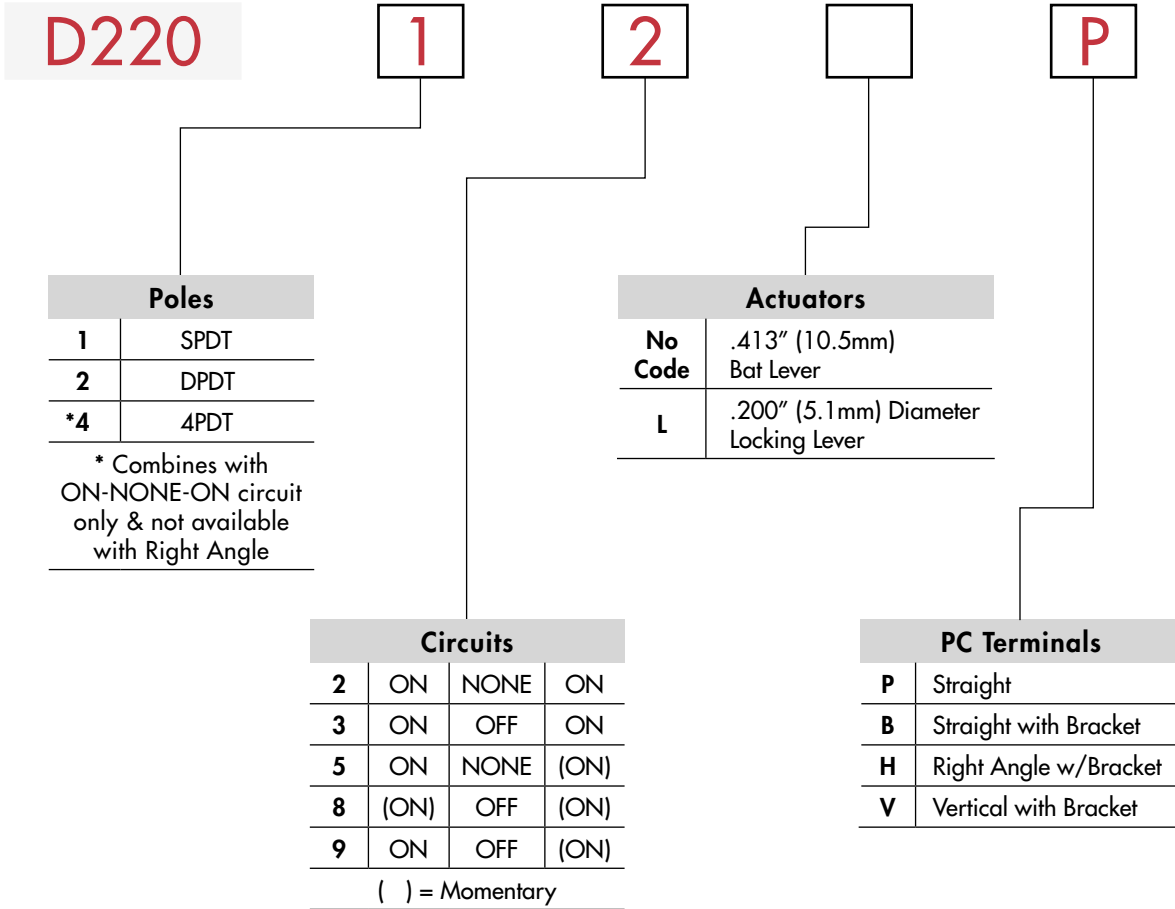 D220 1 2 P
Poles
1 SPDT
2 DPDT
*4 4PDT
* Combines with
ON-NONE-ON circuit
only & not available
with Right Angle
Actuators
No
Code
.413″ (10.5mm)
Bat Lever
L
.200″ (5.1mm) Diameter
Locking Lever
Circuits
2 ON NONE ON
3 ON OFF ON
5 ON NONE (ON)
8 (ON) OFF (ON)
9 ON OFF (ON)
( ) = Momentary
PC Terminals
P Straight
B Straight with Bracket
H Right Angle w/Bracket
V Vertical with Bracket